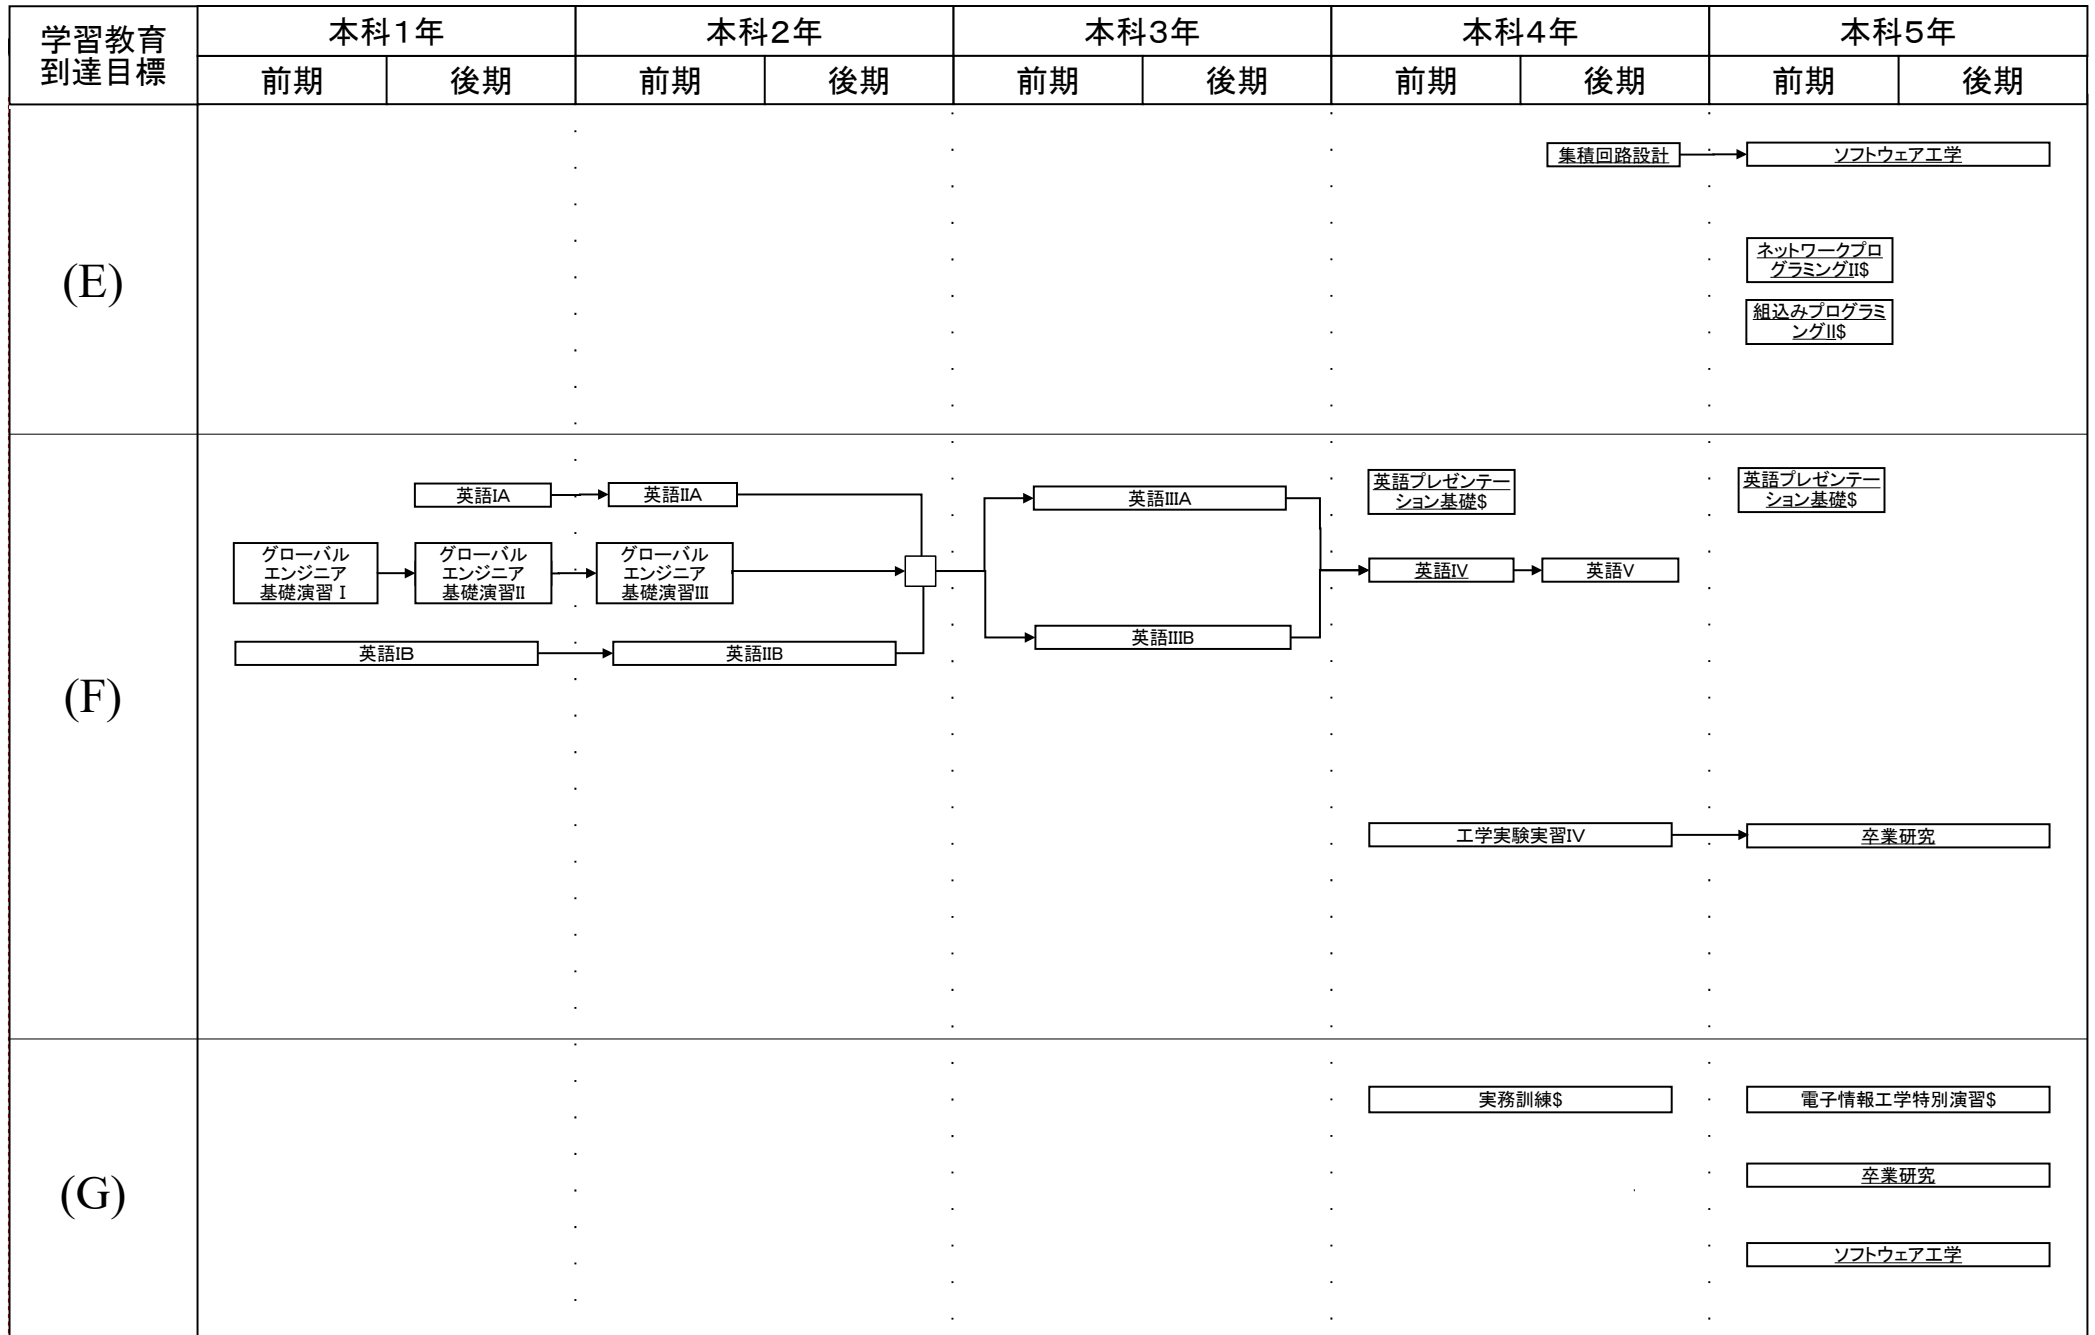 学習教育
到達目標
本科1年
本科2年
本科3年
本科4年
本科5年
前期
後期
前期
後期
前期
後期
前期
後期
前期
後期
(E)
集積回路設計
ソフトウェア工学
ネットワークプロ
グラミングII$
組込みプログラミ
ングII$
(F)
英語IA
英語IIA
英語IIIA
英語プレゼンテー
ション基礎$
英語プレゼンテー
ション基礎$
グローバル
エンジニア
基礎演習 I
グローバル
エンジニア
基礎演習II
グローバル
エンジニア
基礎演習III
英語IV
英語V
英語IB
英語IIB
英語IIIB
工学実験実習IV
卒業研究
(G)
実務訓練$
電子情報工学特別演習$
卒業研究
ソフトウェア工学